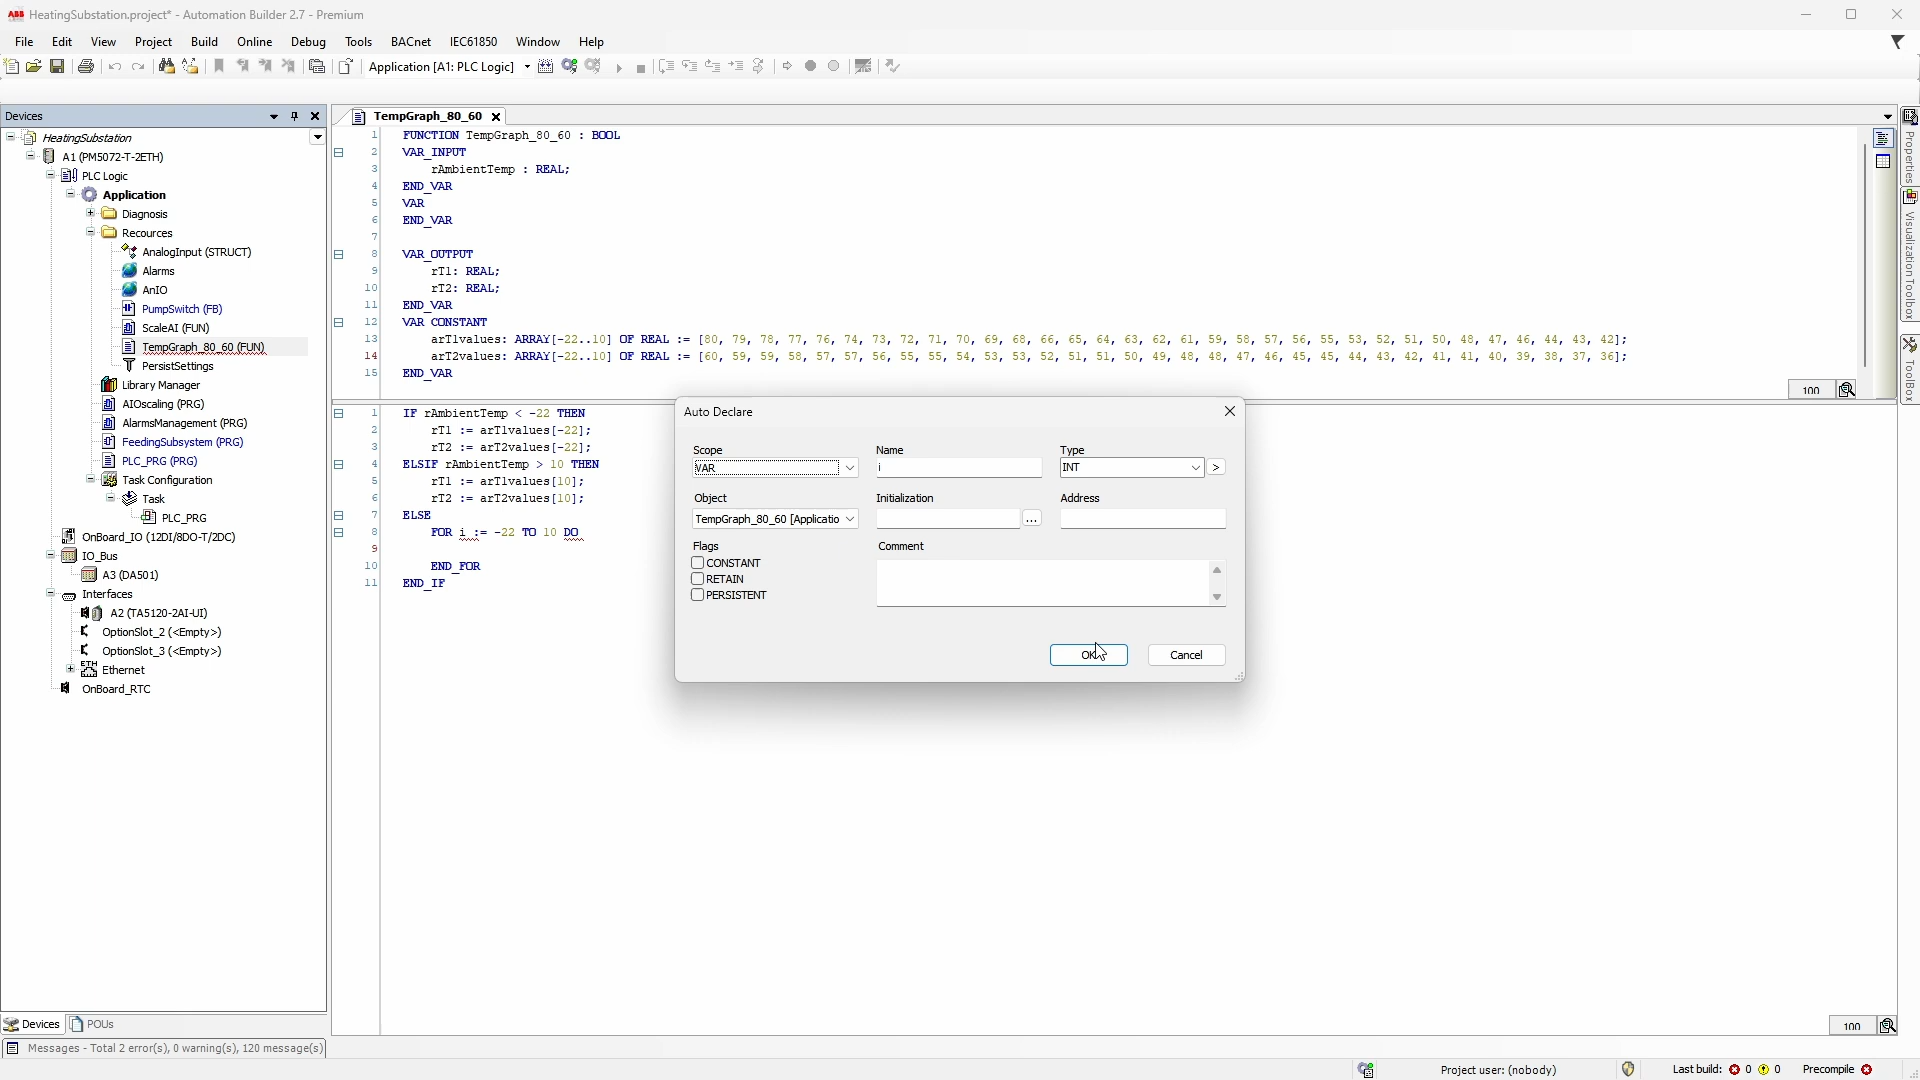 ABB HeatingSubstation.project* - Automation Builder 2.7 - Premium
File Edit View Project Build Online Debug Tools BACnet IEC61850 Window Help
Application [A1: PLC Logic]
Devices
HeatingSubstation
A1 (PM5072-T-2ETH)
PLC Logic
Application
Diagnosis
Recources
AnalogInput (STRUCT)
Alarms
AnIO
PumpSwitch (FB)
ScaleAI (FUN)
TempGraph_80_60 (FUN)
PersistSettings
Library Manager
AIOscaling (PRG)
AlarmsManagement (PRG)
FeedingSubsystem (PRG)
PLC_PRG (PRG)
Task Configuration
Task
PLC_PRG
OnBoard_IO (12DI/8DO-T/2DC)
IO_Bus
A3 (DA501)
Interfaces
A2 (TA5120-2AI-UI)
OptionSlot_2 (<Empty>)
OptionSlot_3 (<Empty>)
ETH Ethernet
OnBoard_RTC
Devices POUs
TempGraph_80_60
1 FUNCTION TempGraph_80_60 : BOOL
2 VAR_INPUT
3 rAmbientTemp : REAL;
4 END_VAR
5 VAR
6 END_VAR
7
8 VAR_OUTPUT
9 rT1: REAL;
10 rT2: REAL;
11 END_VAR
12 VAR CONSTANT
13 arT1values: ARRAY[-22..10] OF REAL := [80, 79, 78, 77, 76, 74, 73, 72, 71, 70, 69, 68, 66, 65, 64, 63, 62, 61, 59, 58, 57, 56, 55, 53, 52, 51, 50, 48, 47, 46, 44, 43, 42];
14 arT2values: ARRAY[-22..10] OF REAL := [60, 59, 59, 58, 57, 57, 56, 55, 55, 54, 53, 53, 52, 51, 51, 50, 49, 48, 48, 47, 46, 45, 45, 44, 43, 42, 41, 41, 40, 39, 38, 37, 36];
15 END_VAR
100
1 IF rAmbientTemp < -22 THEN
2 rT1 := arT1values[-22];
3 rT2 := arT2values[-22];
4 ELSIF rAmbientTemp > 10 THEN
5 rT1 := arT1values[10];
6 rT2 := arT2values[10];
7 ELSE
8 FOR i := -22 TO 10 DO
9
10 END_FOR
11 END_IF
100
Auto Declare
Scope Name Type
VAR i INT >
Object Initialization Address
TempGraph_80_60 [Applicatio ...
Flags Comment
CONSTANT
RETAIN
PERSISTENT
OK Cancel
Properties
Visualization Toolbox
ToolBox
Messages - Total 2 error(s), 0 warning(s), 120 message(s)
Project user: (nobody) Last build: 0 0 Precompile